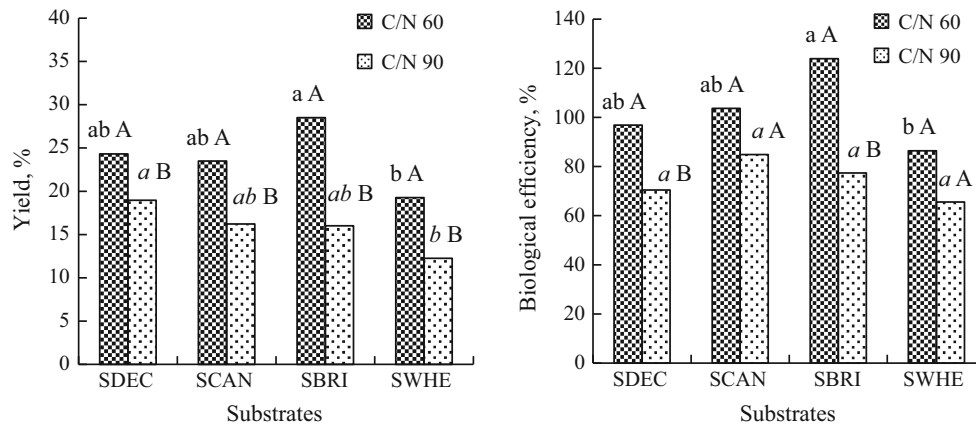 40
35
30
25
20
15
10
5
0
Yield, %
C/N 60
C/N 90
ab A
a B
ab A
ab B
a A
ab B
b A
b B
SDEC SCAN SBRI SWHE
Substrates
140
120
100
80
60
40
20
0
Biological efficiency, %
C/N 60
C/N 90
ab A
a B
ab A
a A
a A
a B
b A
a A
SDEC SCAN SBRI SWHE
Substrates